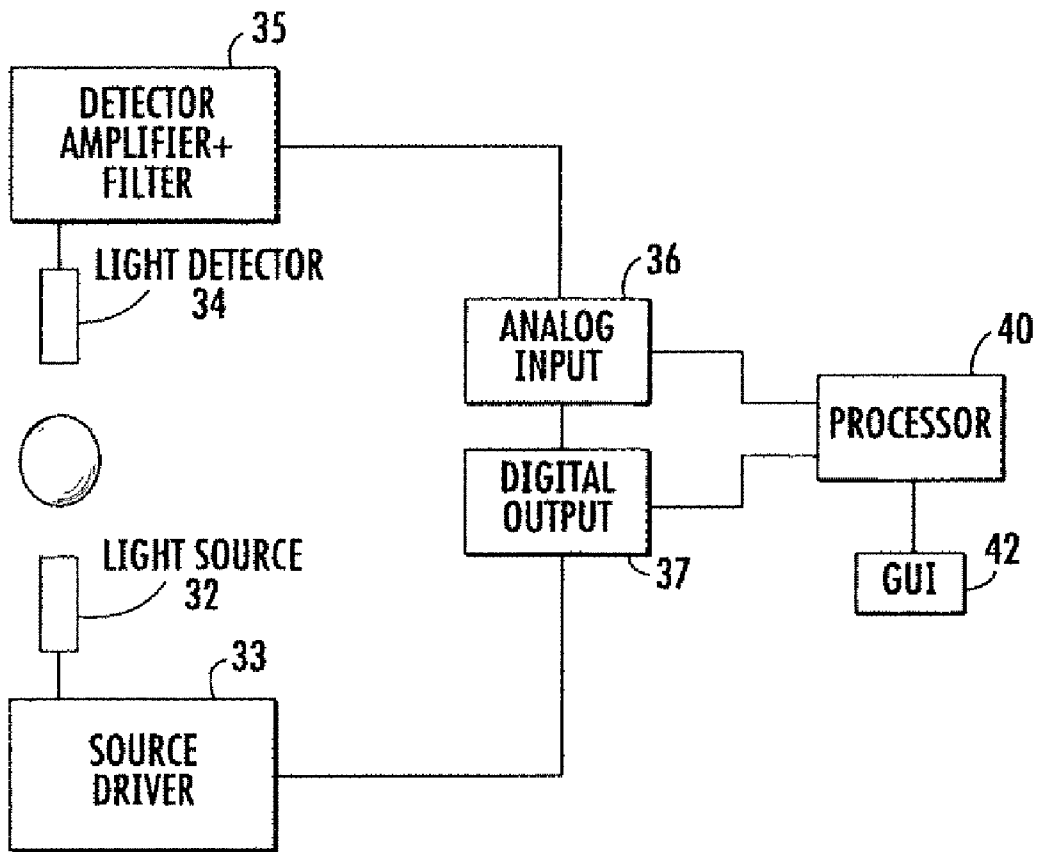 35
DETECTOR
AMPLIFIER+
FILTER
LIGHT DETECTOR
34
36
ANALOG
INPUT
40
PROCESSOR
DIGITAL
OUTPUT
37
42
GUI
LIGHT SOURCE
32
33
SOURCE
DRIVER